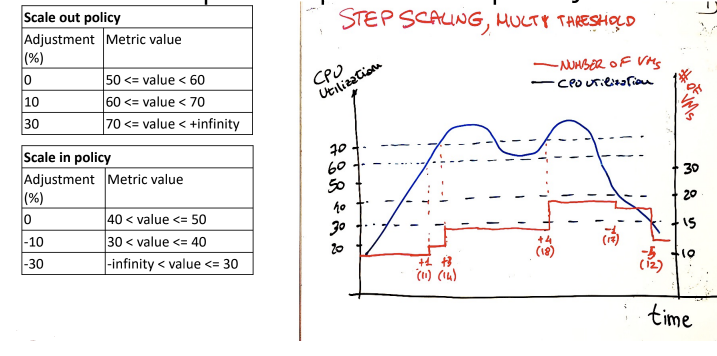 Scale out policy
Adjustment (%) Metric value
0 50 <= value < 60
10 60 <= value < 70
30 70 <= value < +infinity
Scale in policy
Adjustment (%) Metric value
0 40 < value <= 50
-10 30 < value <= 40
-30 -infinity < value <= 30
STEP SCALING, MULTY THRESHOLD
CPU Utilization
NUMBER OF VMs
CPU Utilization
# OF VMs
70
60
50
40
30
20
30
20
15
10
+1 (11)
+3 (14)
+4 (18)
-1 (17)
-5 (12)
time